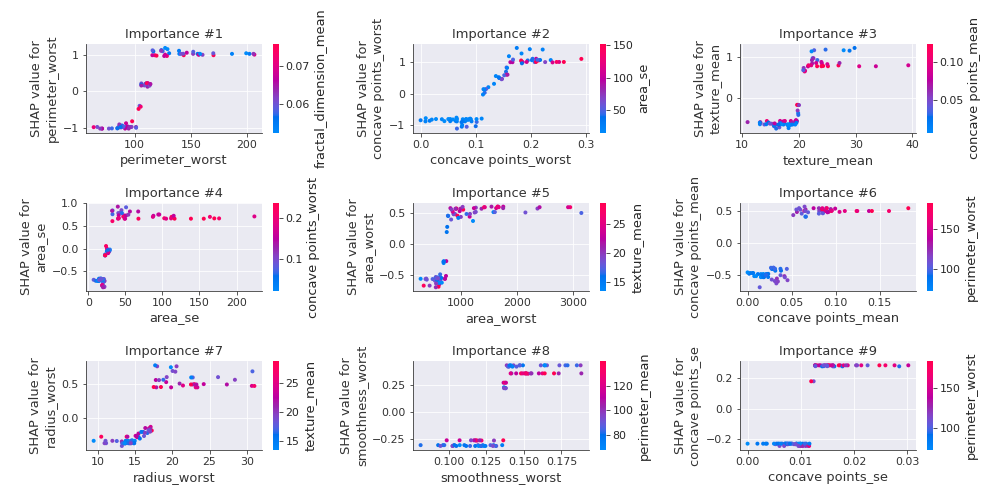 Importance #1
SHAP value for
perimeter_worst
1
0
−1
100
150
200
perimeter_worst
0.07
0.06
fractal_dimension_mean
Importance #2
SHAP value for
concave points_worst
1
0
−1
0.0
0.1
0.2
0.3
concave points_worst
150
100
50
area_se
Importance #3
SHAP value for
texture_mean
1
0
10
20
30
40
texture_mean
0.10
0.05
concave points_mean
Importance #4
SHAP value for
area_se
1.0
0.5
0.0
−0.5
0
50
100
150
200
area_se
0.2
0.1
concave points_worst
Importance #5
SHAP value for
area_worst
0.5
0.0
−0.5
1000
2000
3000
area_worst
25
20
15
texture_mean
Importance #6
SHAP value for
concave points_mean
0.5
0.0
−0.5
0.00
0.05
0.10
0.15
concave points_mean
150
100
perimeter_worst
Importance #7
SHAP value for
radius_worst
0.5
0.0
10
15
20
25
30
radius_worst
25
20
15
texture_mean
Importance #8
SHAP value for
smoothness_worst
0.25
0.00
−0.25
0.100
0.125
0.150
0.175
smoothness_worst
120
100
80
perimeter_mean
Importance #9
SHAP value for
concave points_se
0.2
0.0
−0.2
0.00
0.01
0.02
0.03
concave points_se
150
100
perimeter_worst